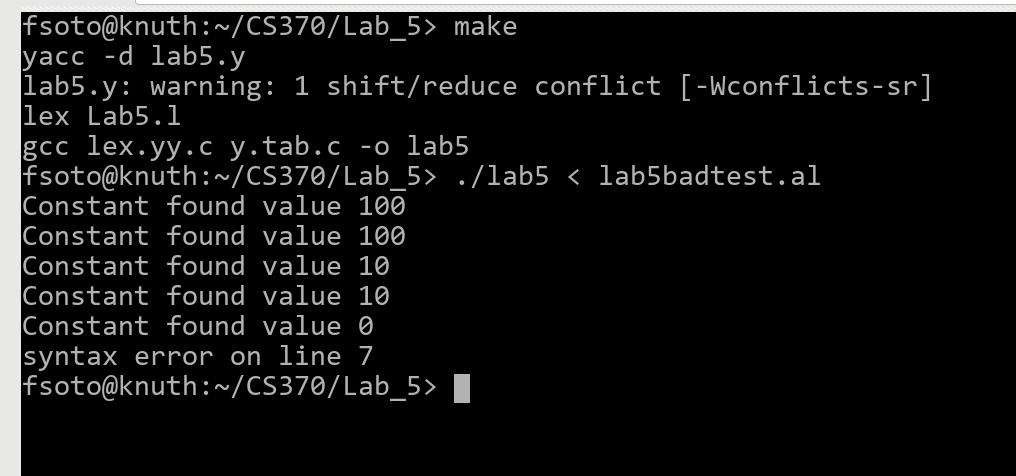 fsoto@knuth:~/CS370/Lab_5> make
yacc -d lab5.y
lab5.y: warning: 1 shift/reduce conflict [-Wconflicts-sr]
lex Lab5.l
gcc lex.yy.c y.tab.c -o lab5
fsoto@knuth:~/CS370/Lab_5> ./lab5 < lab5badtest.al
Constant found value 100
Constant found value 100
Constant found value 10
Constant found value 10
Constant found value 0
syntax error on line 7
fsoto@knuth:~/CS370/Lab_5>